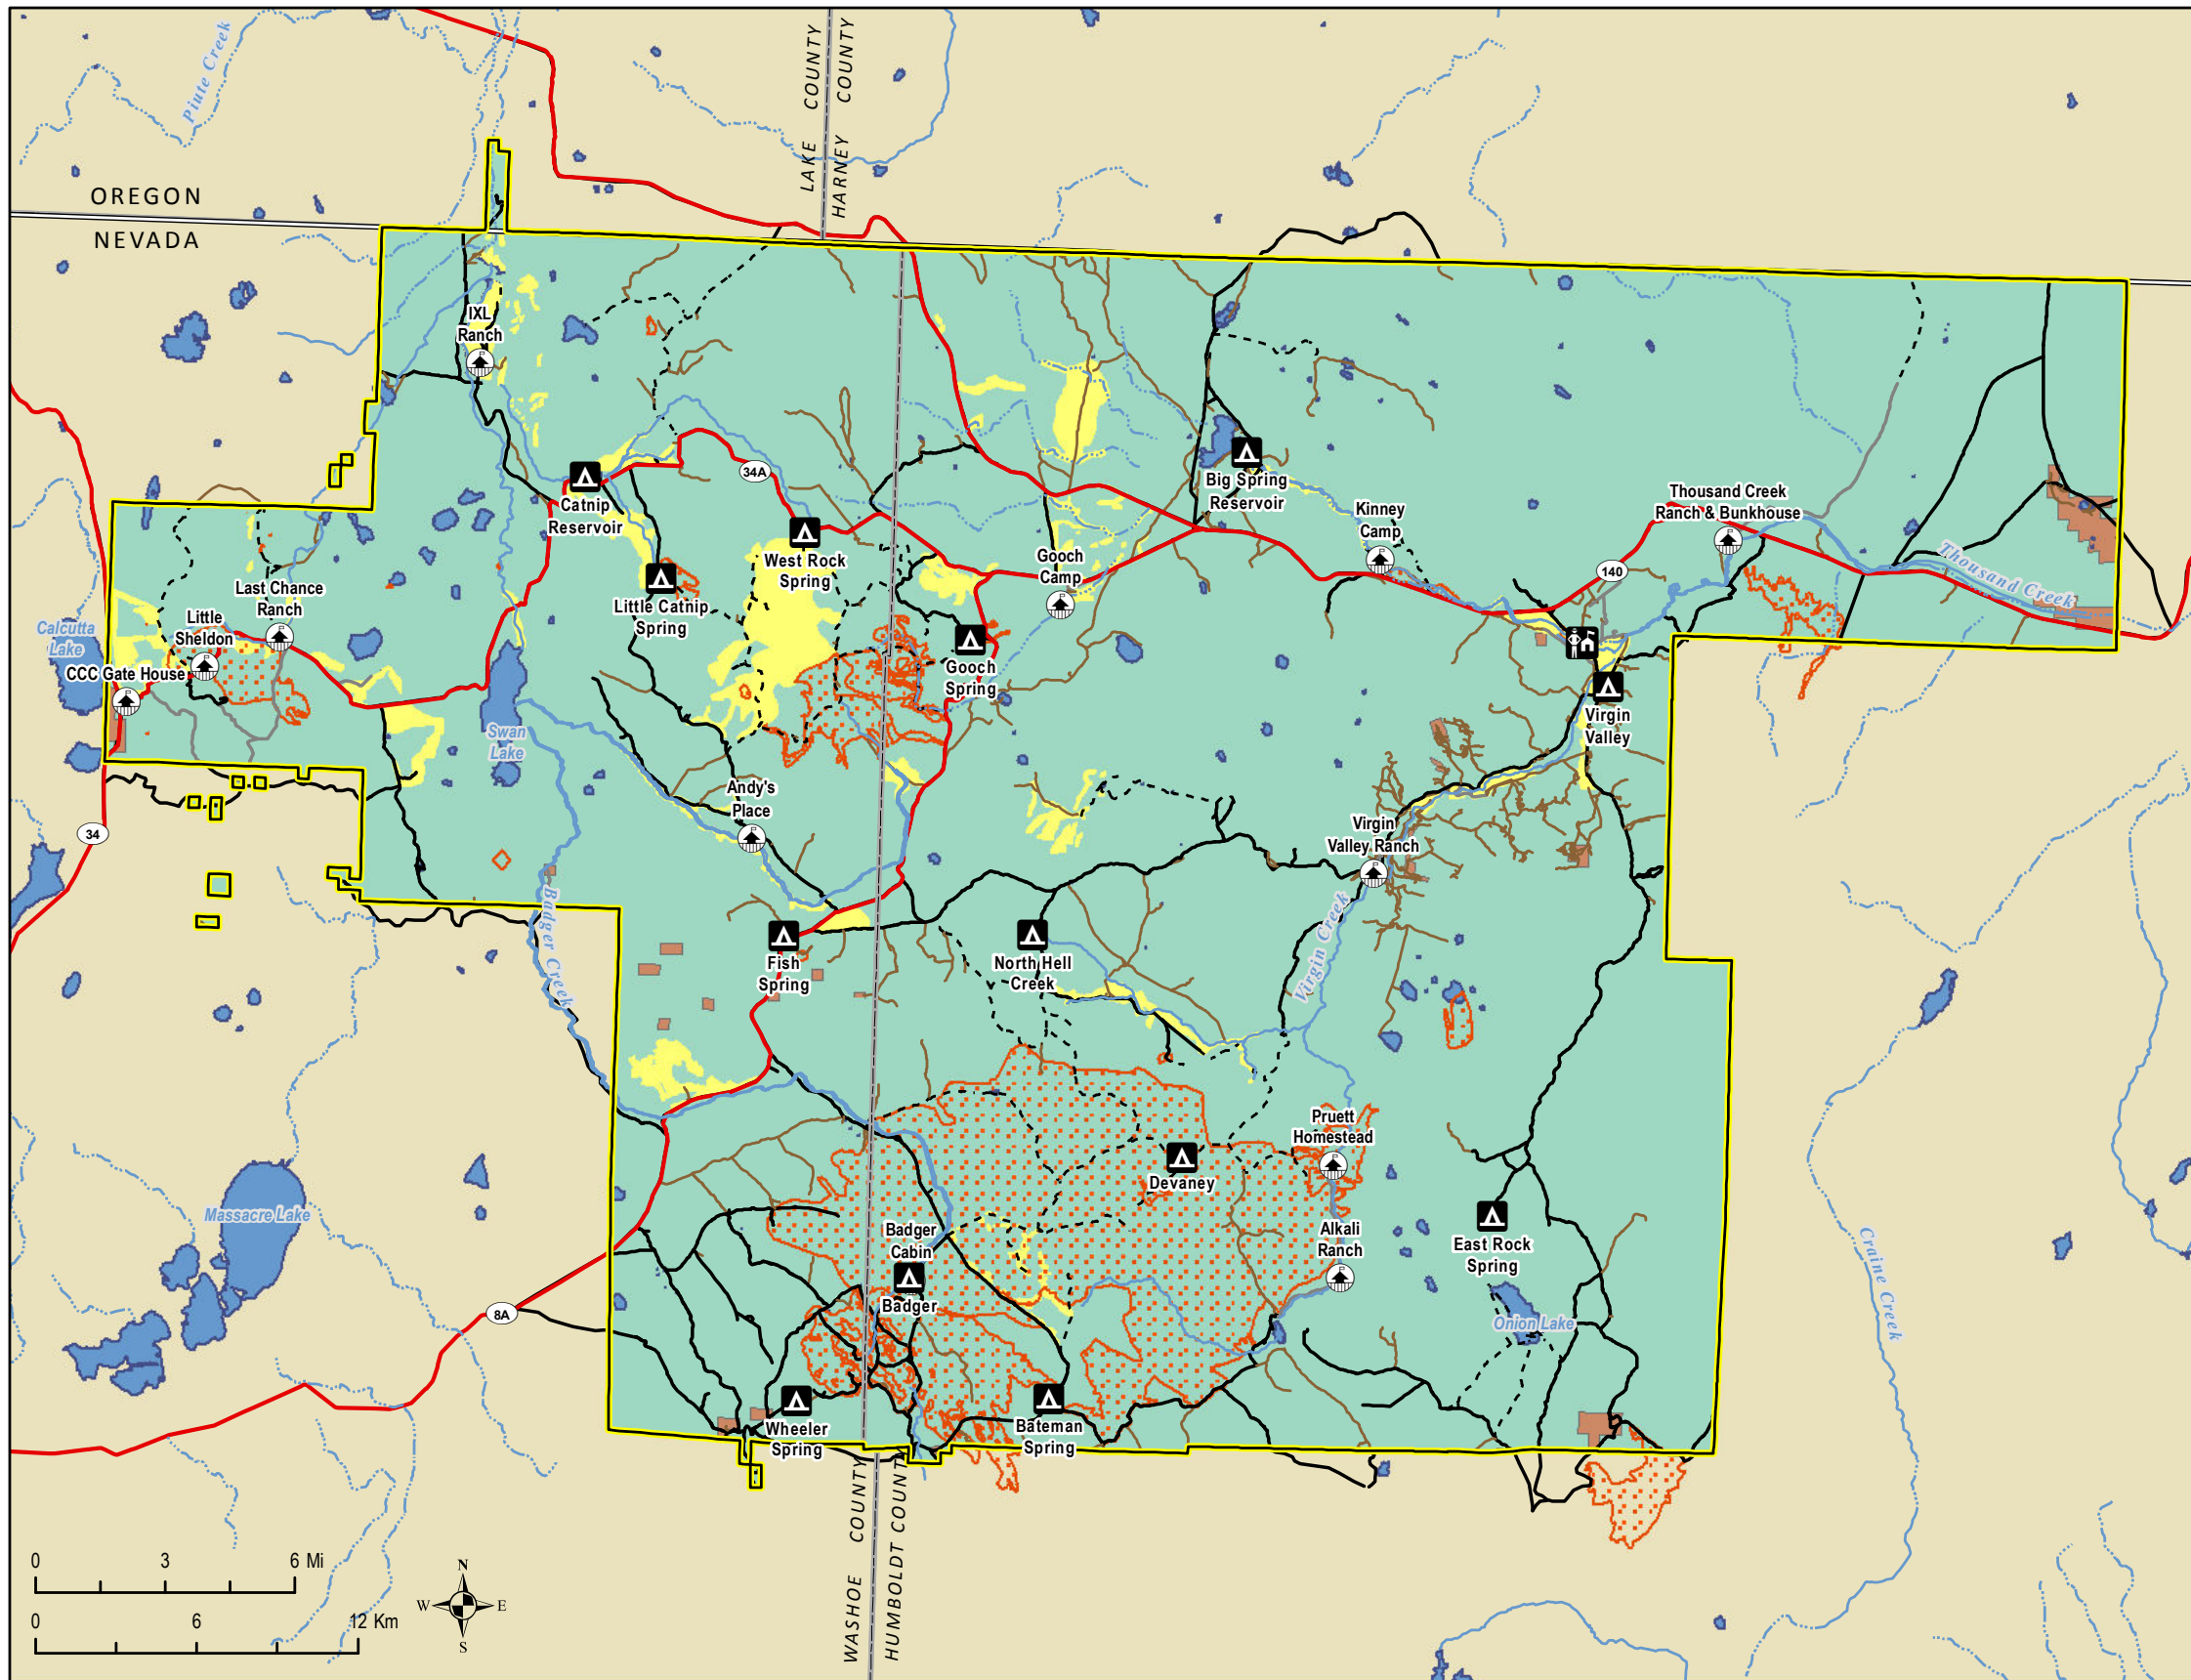 Piute Creek
LAKE COUNTY
HARNEY COUNTY
OREGON
NEVADA
IXL
Ranch
34A
Catnip
Reservoir
West Rock
Spring
Little Catnip
Spring
Big Spring
Reservoir
Kinney
Camp
Gooch
Camp
Thousand Creek
Ranch & Bunkhouse
140
Thousand Creek
Last Chance
Ranch
Little
Sheldon
Calcutta
Lake
CCC Gate House
Gooch
Spring
Virgin
Valley
Swan
Lake
Andy's
Place
34
Virgin
Valley Ranch
Badger Creek
Fish
Spring
North Hell
Creek
Virgin Creek
Pruett
Homestead
Devaney
Massacre Lake
Badger
Cabin
Badger
Alkali
Ranch
East Rock
Spring
Onion Lake
Craine Creek
8A
Wheeler
Spring
Bateman
Spring
WASHOE COUNTY
HUMBOLDT COUNTY
0 3 6 Mi
0 6 12 Km
N
W E
S